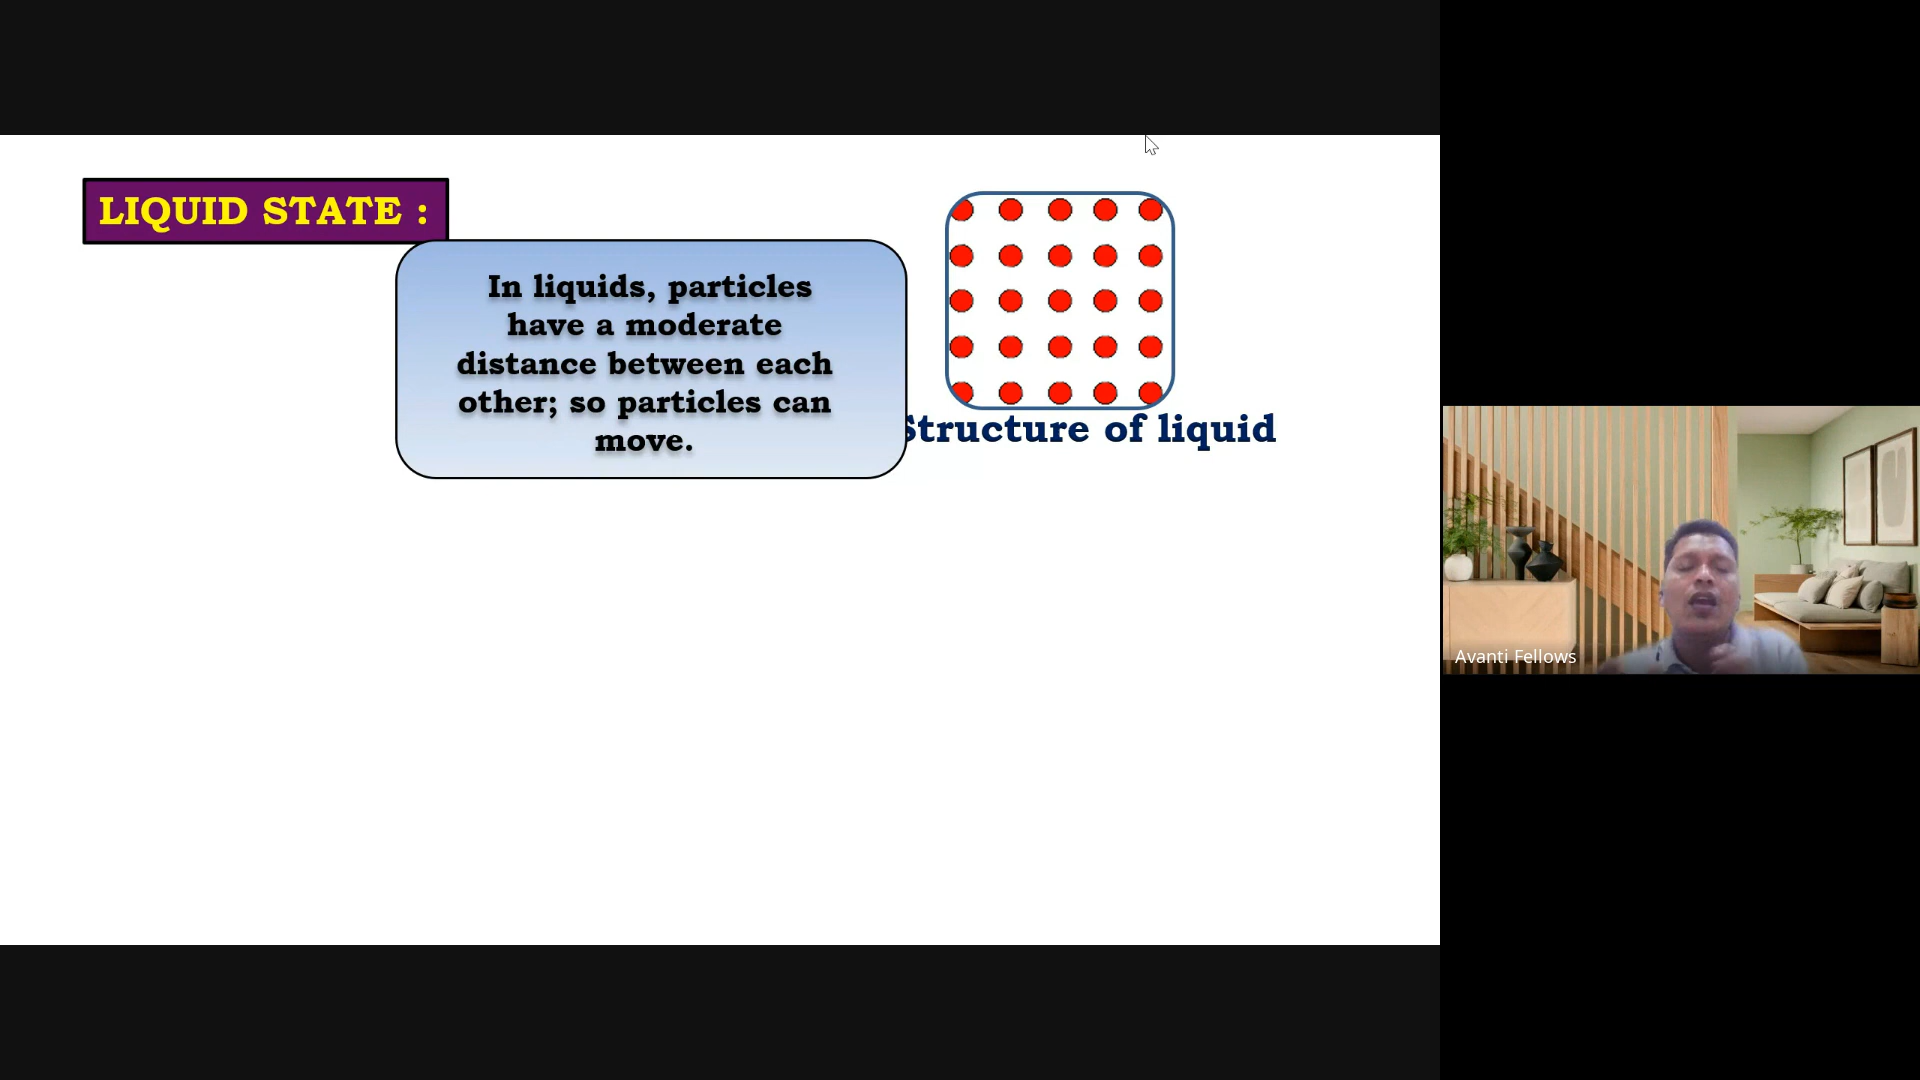 LIQUID STATE :
In liquids, particles
have a moderate
distance between each
other; so particles can
move.
Structure of liquid
Avanti Fellows